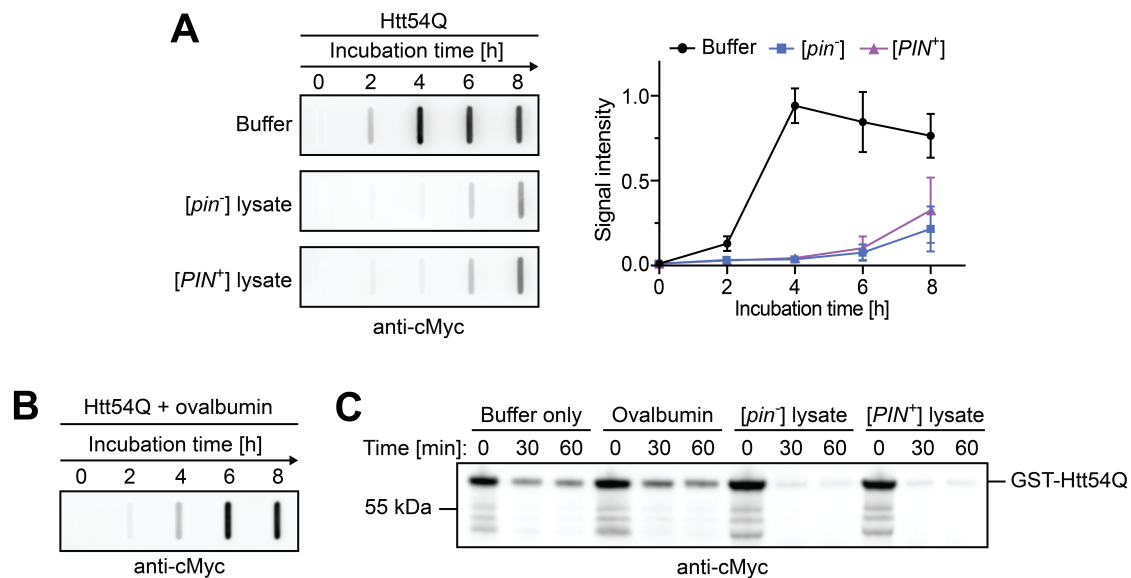 A
Htt54Q
Incubation time [h]
0 2 4 6 8
Buffer
[pin-] lysate
[PIN+] lysate
anti-cMyc
Buffer [pin-] [PIN+]
Signal intensity
1.0
0.5
0.0
0 2 4 6 8
Incubation time [h]
B
Htt54Q + ovalbumin
Incubation time [h]
0 2 4 6 8
anti-cMyc
C
Buffer only Ovalbumin [pin-] lysate [PIN+] lysate
Time [min]: 0 30 60 0 30 60 0 30 60 0 30 60
GST-Htt54Q
55 kDa
anti-cMyc